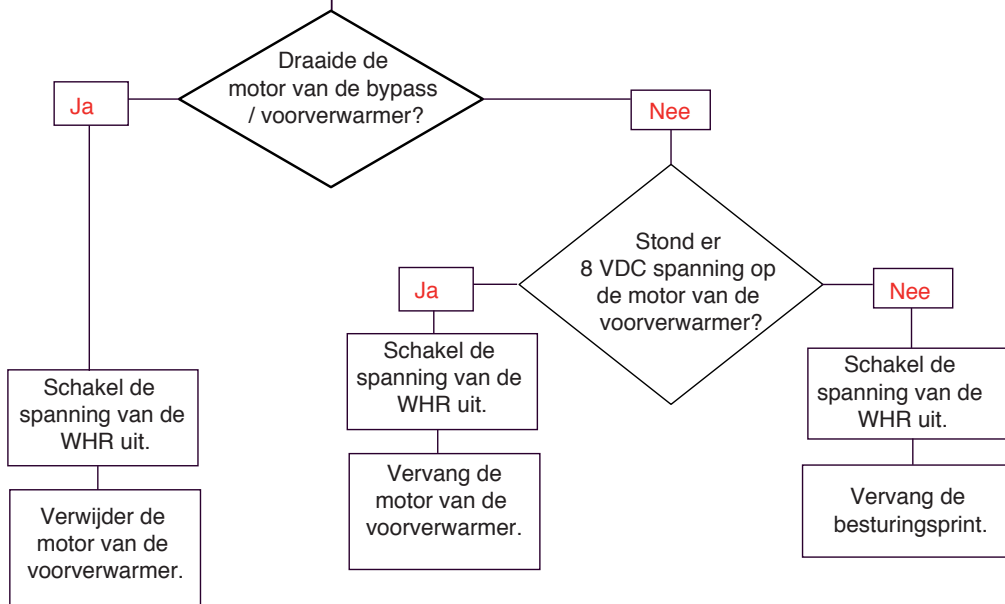 Draaide de
motor van de bypass
/ voorverwarmer?
Ja
Nee
Stond er
8 VDC spanning op
de motor van de
voorverwarmer?
Ja
Nee
Schakel de
spanning van de
WHR uit.
Verwijder de
motor van de
voorverwarmer.
Schakel de
spanning van de
WHR uit.
Vervang de
motor van de
voorverwarmer.
Schakel de
spanning van de
WHR uit.
Vervang de
besturingsprint.